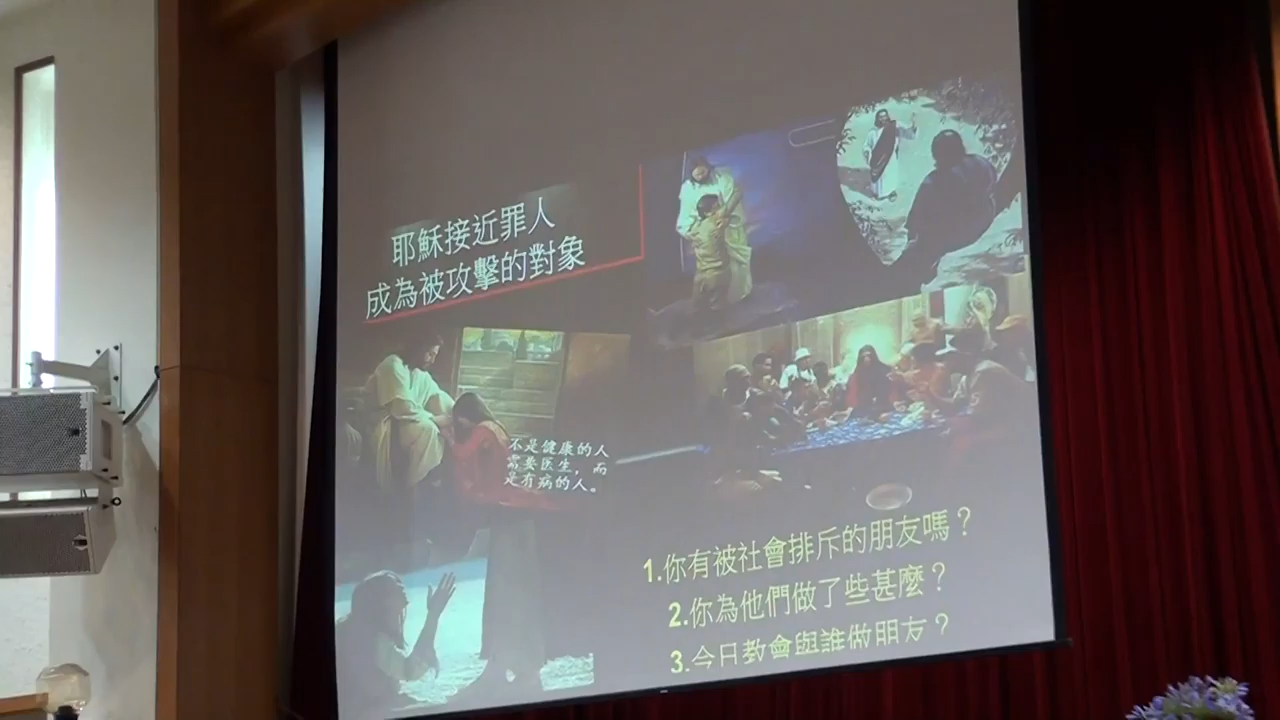 耶穌接近罪人
成為被攻擊的對象
不是健康的人
需要医生，而
是有病的人。
1.你有被社會排斥的朋友嗎？
2.你為他們做了些甚麼？
3.今日教會與誰做朋友？